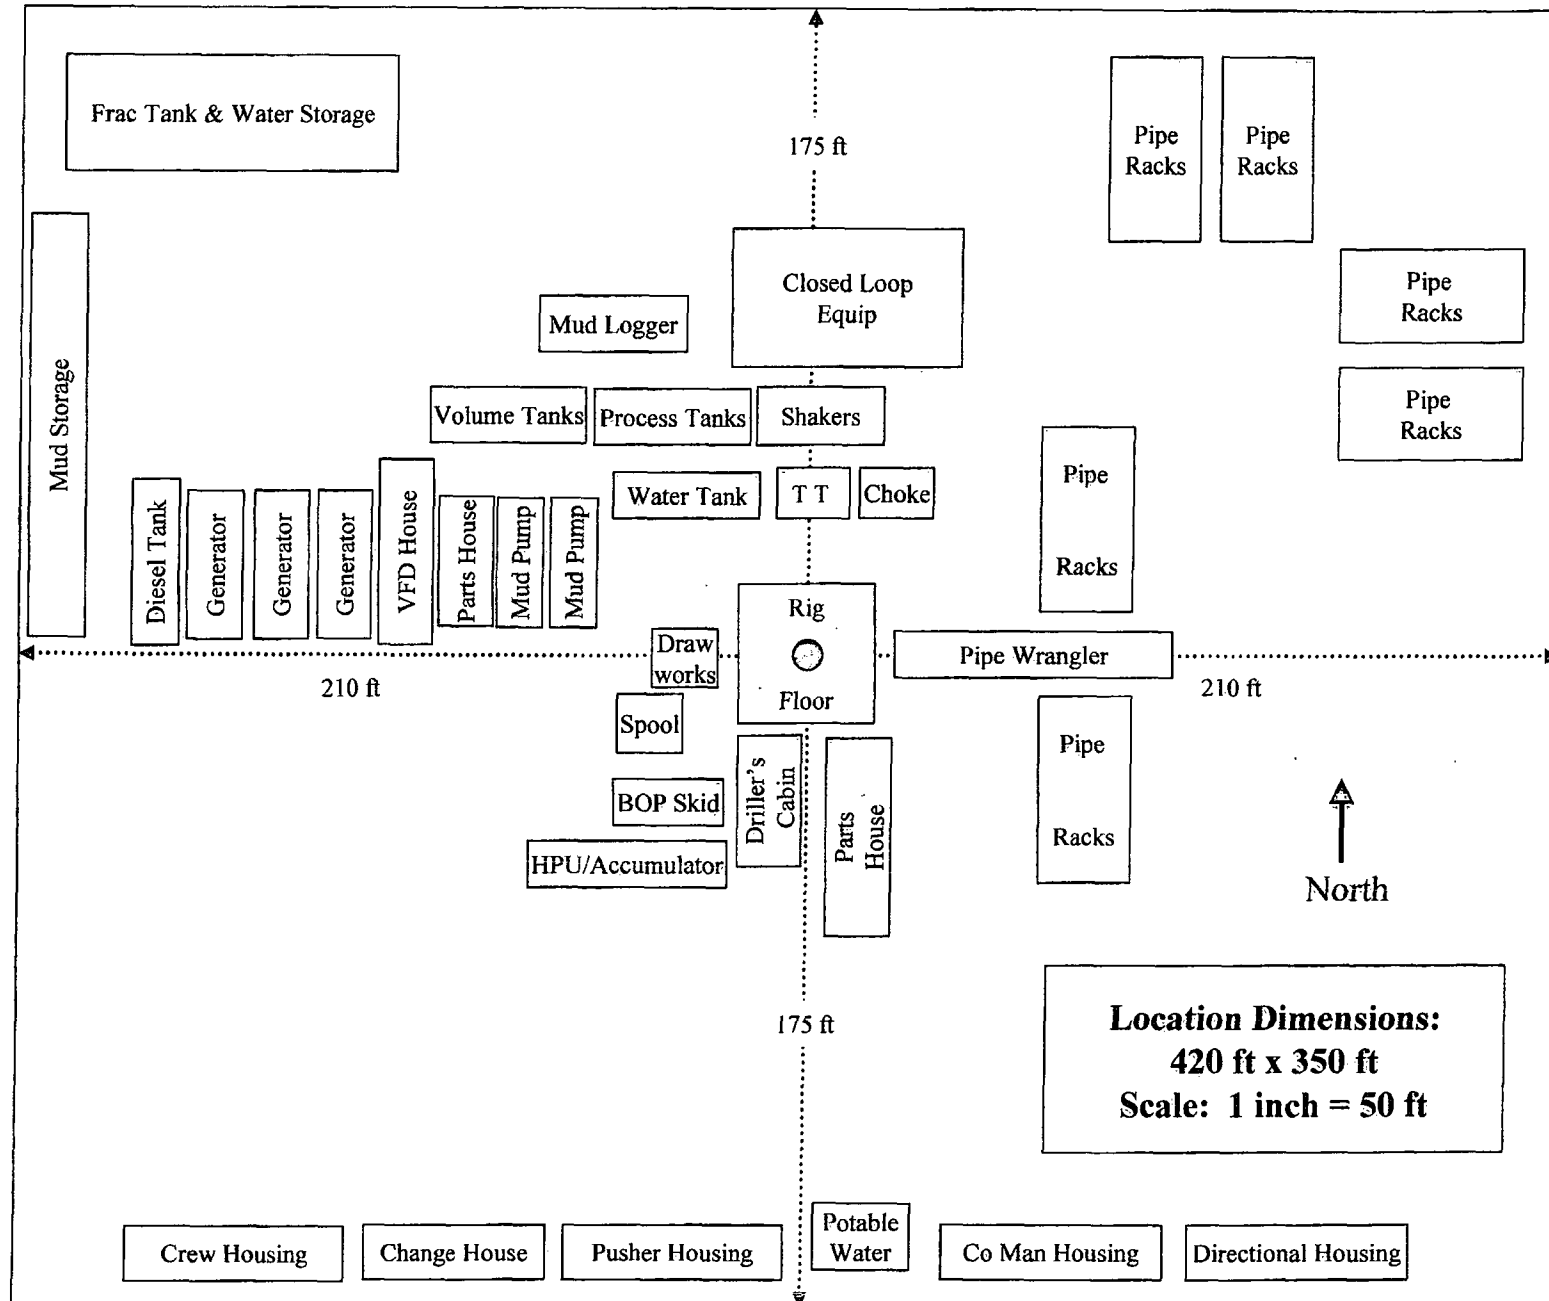 Frac Tank & Water Storage
175 ft
Pipe
Racks
Pipe
Racks
Closed Loop
Equip
Mud Logger
Pipe
Racks
Mud Storage
Volume Tanks
Process Tanks
Shakers
Pipe
Racks
Diesel Tank
Generator
Generator
Generator
VFD House
Parts House
Mud Pump
Mud Pump
Water Tank
T T
Choke
Pipe
Racks
Rig
Floor
Draw
works
Pipe Wrangler
210 ft
210 ft
Spool
BOP Skid
HPU/Accumulator
Driller's
Cabin
Parts
House
Pipe
Racks
North
175 ft
Location Dimensions:
420 ft x 350 ft
Scale: 1 inch = 50 ft
Crew Housing
Change House
Pusher Housing
Potable
Water
Co Man Housing
Directional Housing